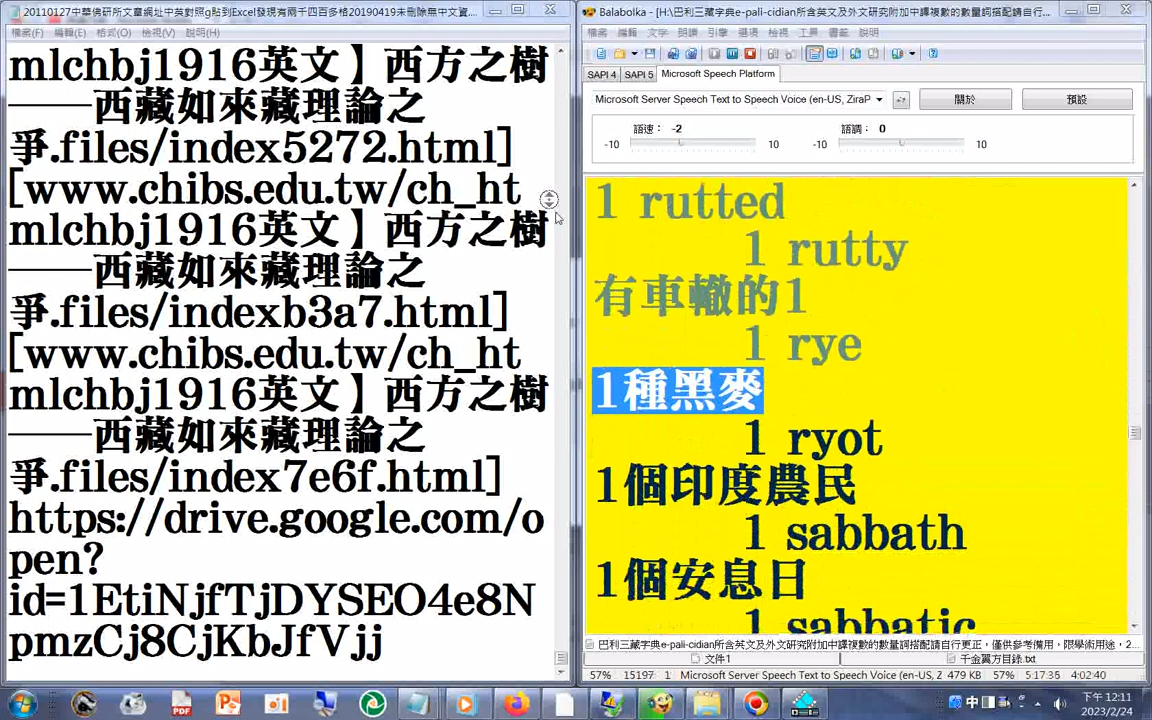 20110127中華佛研所文章網址中英對照g貼到Excel發現有兩千四百多格20190419未刪除無中文資...
檔案(F) 編輯(E) 格式(O) 檢視(V) 說明(H)
mlchbj1916英文】西方之樹
——西藏如來藏理論之
爭.files/index5272.html]
[www.chibs.edu.tw/ch_ht
mlchbj1916英文】西方之樹
——西藏如來藏理論之
爭.files/indexb3a7.html]
[www.chibs.edu.tw/ch_ht
mlchbj1916英文】西方之樹
——西藏如來藏理論之
爭.files/index7e6f.html]
https://drive.google.com/o
pen?
id=1EtiNjfTjDYSEO4e8N
pmzCj8CjKbJfVjj
Balabolka - [H:\巴利三藏字典e-pali-cidian所含英文及外文研究附加中譯複數的數量詞搭配請自行...
檔案 編輯 文字 朗讀 引擎 選項 檢視 工具 書籤 說明
SAPI 4 SAPI 5 Microsoft Speech Platform
Microsoft Server Speech Text to Speech Voice (en-US, ZiraP
關於
預設
語速： -2
語調： 0
-10 10 -10 10
1 rutted
1 rutty
有車轍的1
1 rye
1種黑麥
1 ryot
1個印度農民
1 sabbath
1個安息日
1 sabbatic
巴利三藏字典e-pali-cidian所含英文及外文研究附加中譯複數的數量詞搭配請自行更正，僅供參考備用，限學術用途，2...
文件1
千金翼方目錄.txt
57% 15197 Microsoft Server Speech Text to Speech Voice (en-US, 479 KB 57% 5:17:35 4:02:40
中
下午 12:11
2023/2/24